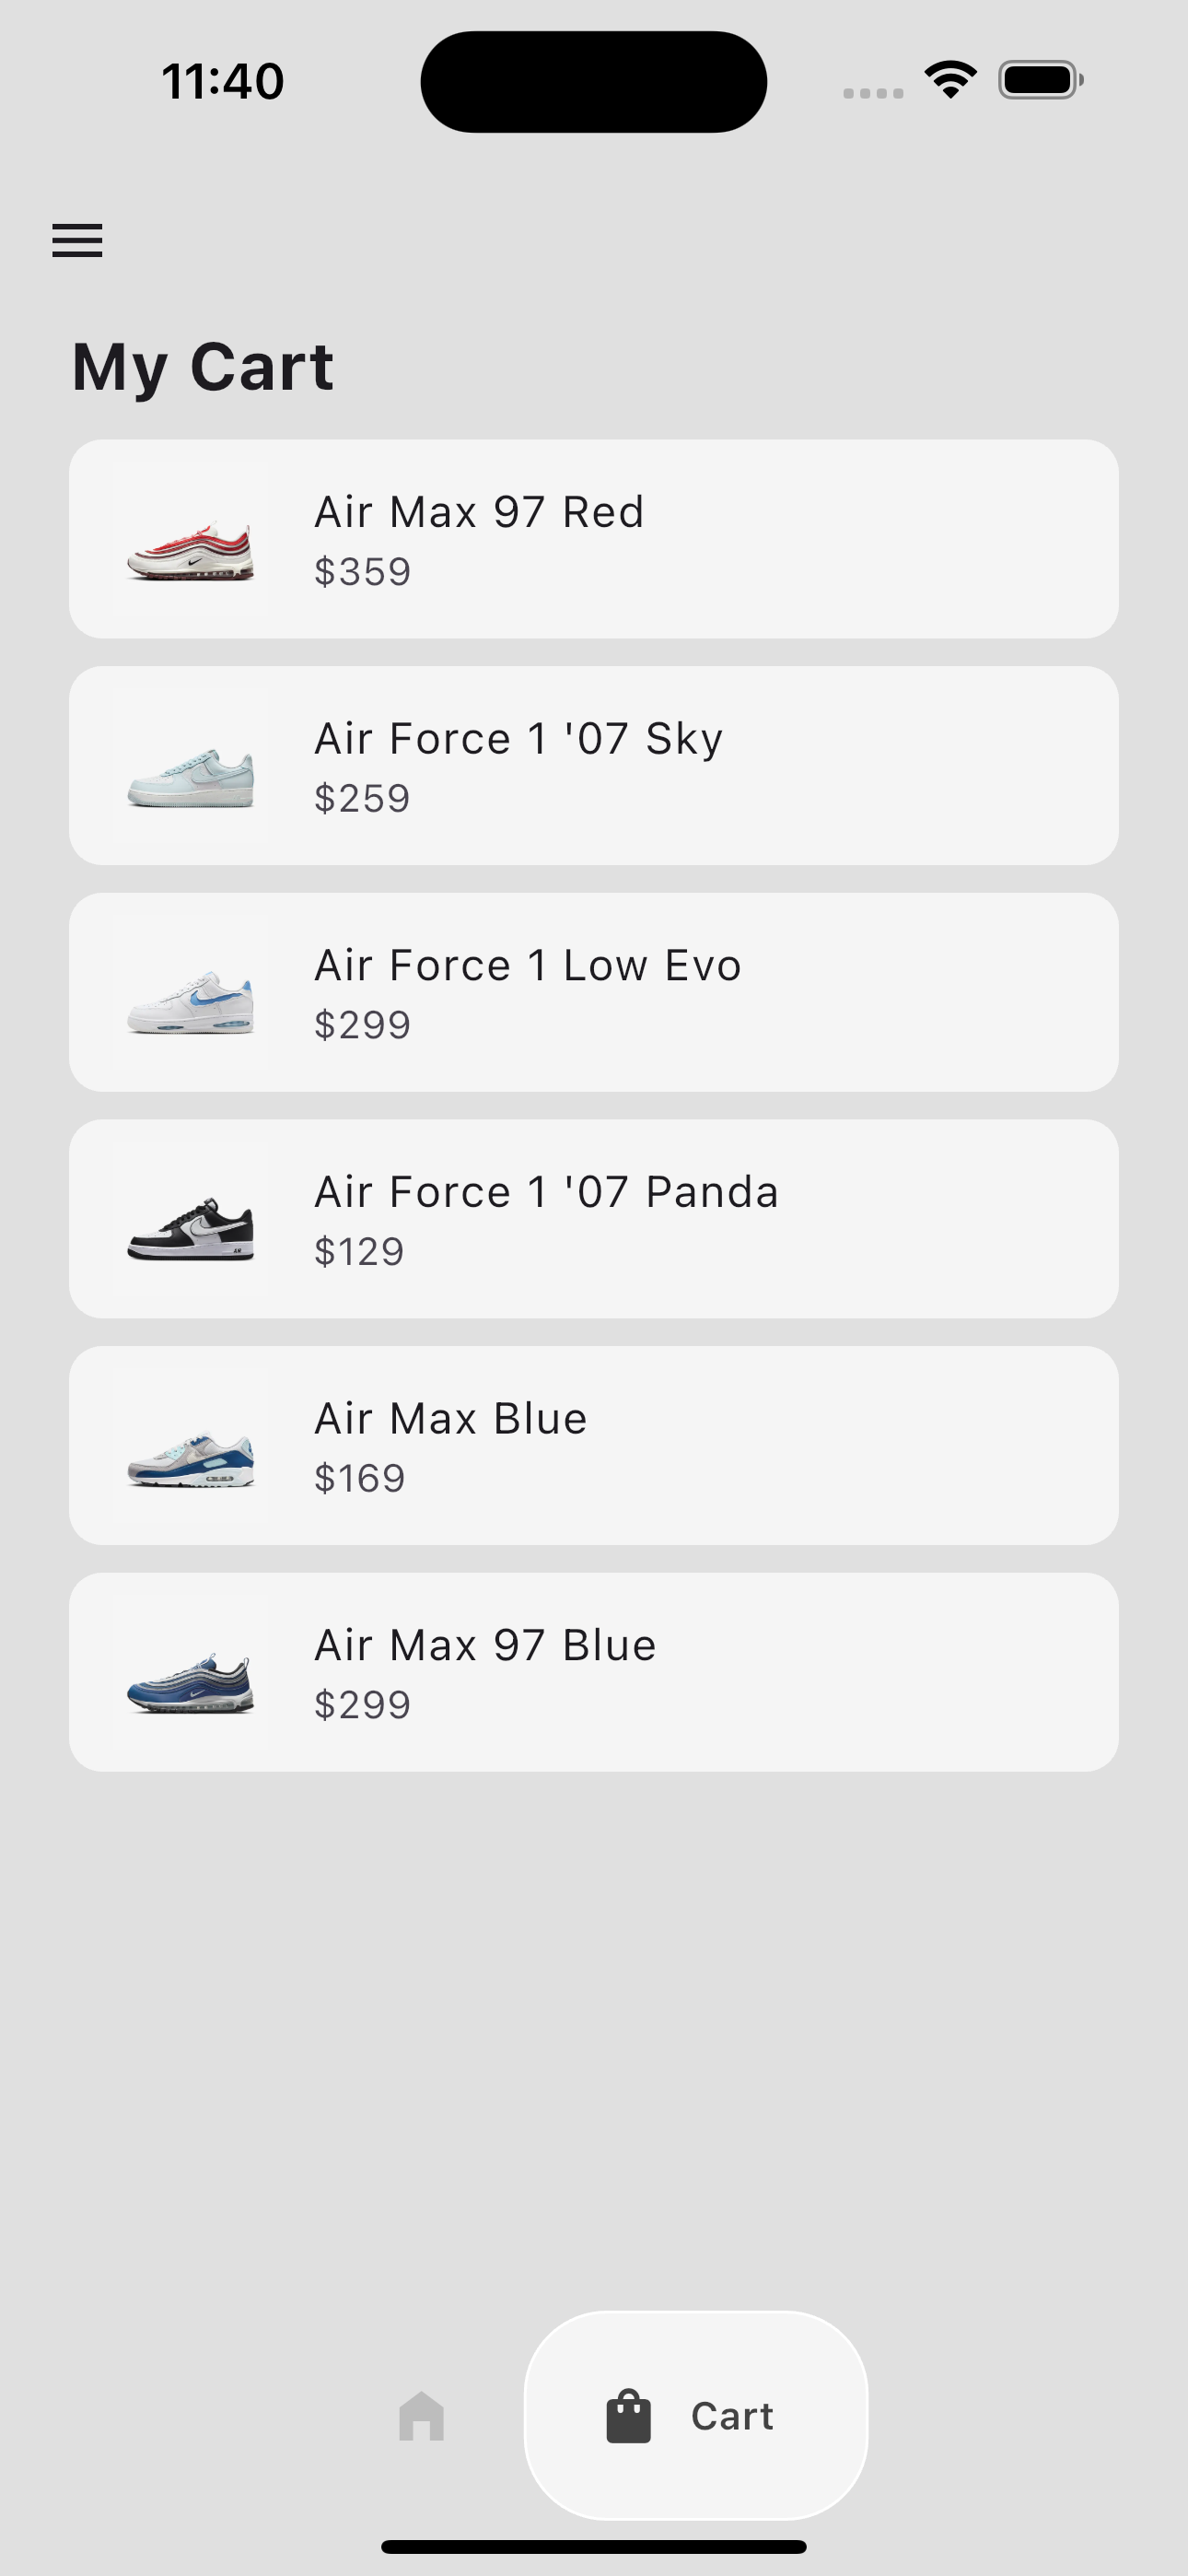 11:40
My Cart
Air Max 97 Red
$359
Air Force 1 '07 Sky
$259
Air Force 1 Low Evo
$299
Air Force 1 '07 Panda
$129
Air Max Blue
$169
Air Max 97 Blue
$299
Cart